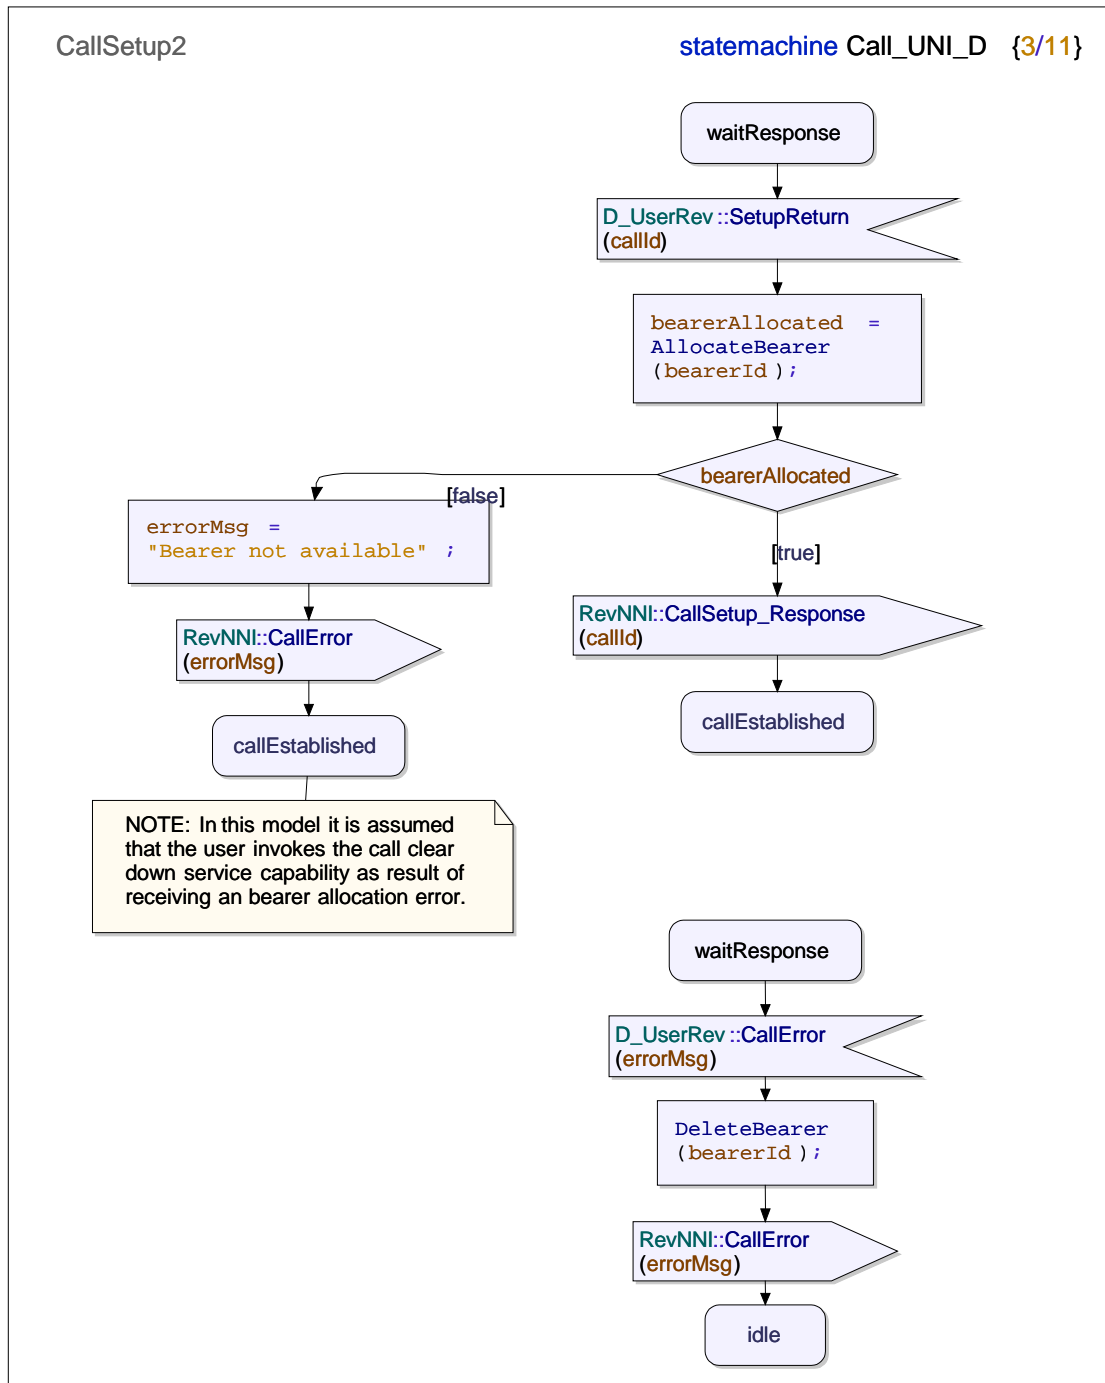 CallSetup2
statemachine Call_UNI_D {3/11}
waitResponse
D_UserRev::SetupReturn
(callId)
bearerAllocated =
AllocateBearer
(bearerId);
bearerAllocated
[false]
[true]
errorMsg =
"Bearer not available" ;
RevNNI::CallError
(errorMsg)
callEstablished
RevNNI::CallSetup_Response
(callId)
callEstablished
NOTE: In this model it is assumed
that the user invokes the call clear
down service capability as result of
receiving an bearer allocation error.
waitResponse
D_UserRev::CallError
(errorMsg)
DeleteBearer
(bearerId);
RevNNI::CallError
(errorMsg)
idle